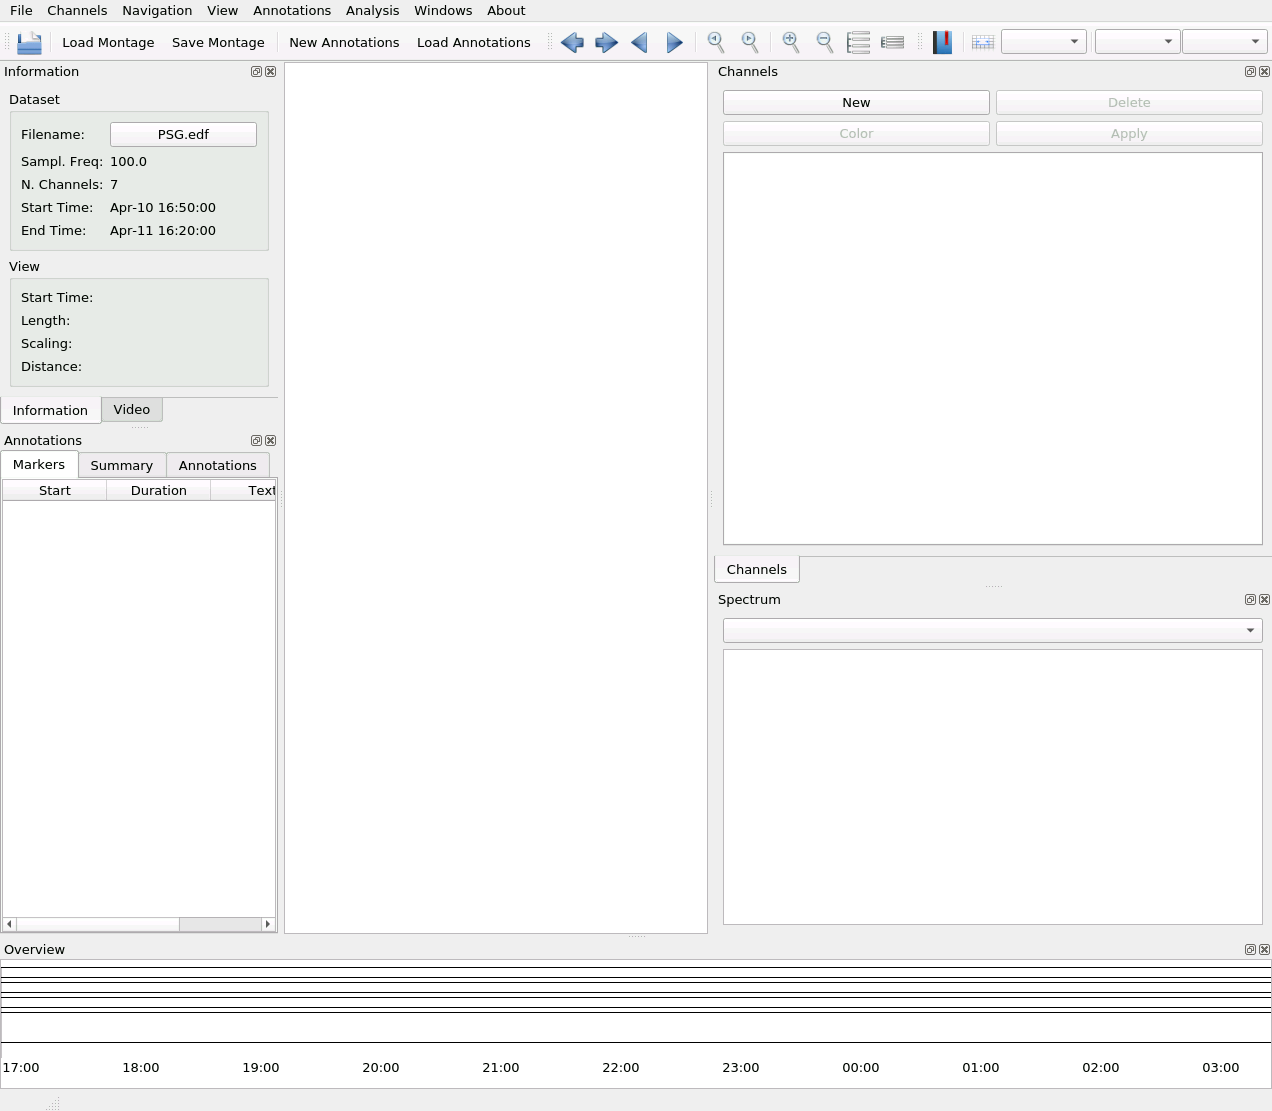 File Channels Navigation View Annotations Analysis Windows About
Load Montage Save Montage New Annotations Load Annotations
Information
Dataset
Filename: PSG.edf
Sampl. Freq: 100.0
N. Channels: 7
Start Time: Apr-10 16:50:00
End Time: Apr-11 16:20:00
View
Start Time:
Length:
Scaling:
Distance:
Information Video
Annotations
Markers Summary Annotations
Start Duration Text
Channels
New Delete
Color Apply
Channels
Spectrum
Overview
17:00 18:00 19:00 20:00 21:00 22:00 23:00 00:00 01:00 02:00 03:00